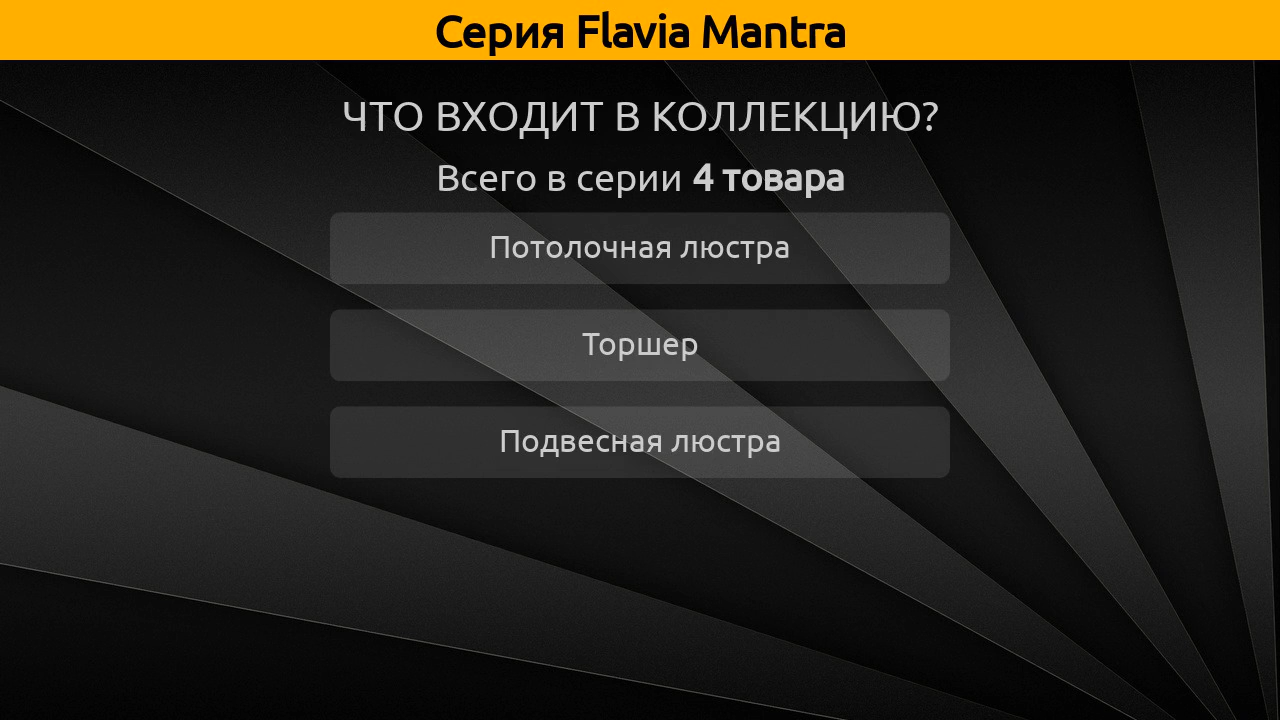 Серия Flavia Mantra
ЧТО ВХОДИТ В КОЛЛЕКЦИЮ?
Всего в серии 4 товара
Потолочная люстра
Торшер
Подвесная люстра